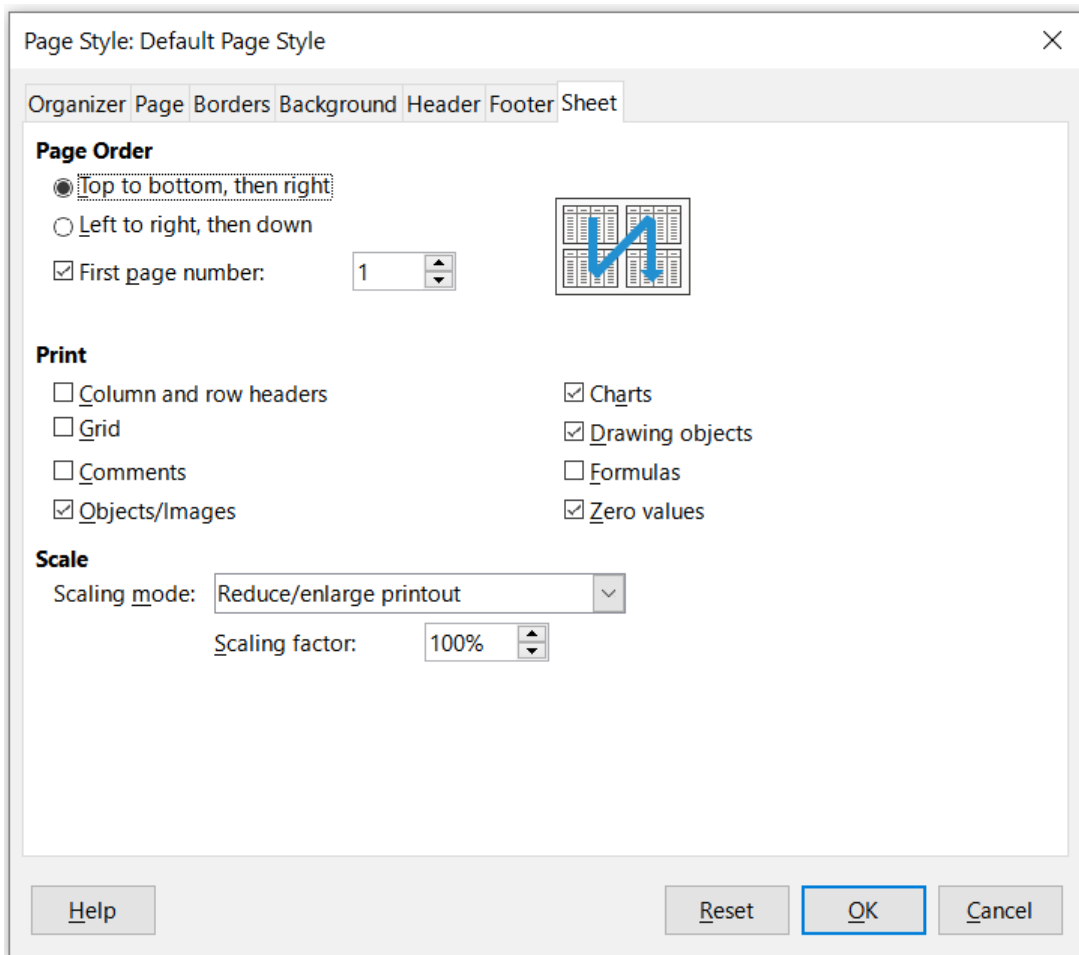 Page Style: Default Page Style
Organizer Page Borders Background Header Footer Sheet
Page Order
Top to bottom, then right
Left to right, then down
First page number: 1
Print
Column and row headers
Grid
Comments
Objects/Images
Charts
Drawing objects
Formulas
Zero values
Scale
Scaling mode: Reduce/enlarge printout
Scaling factor: 100%
Help Reset OK Cancel